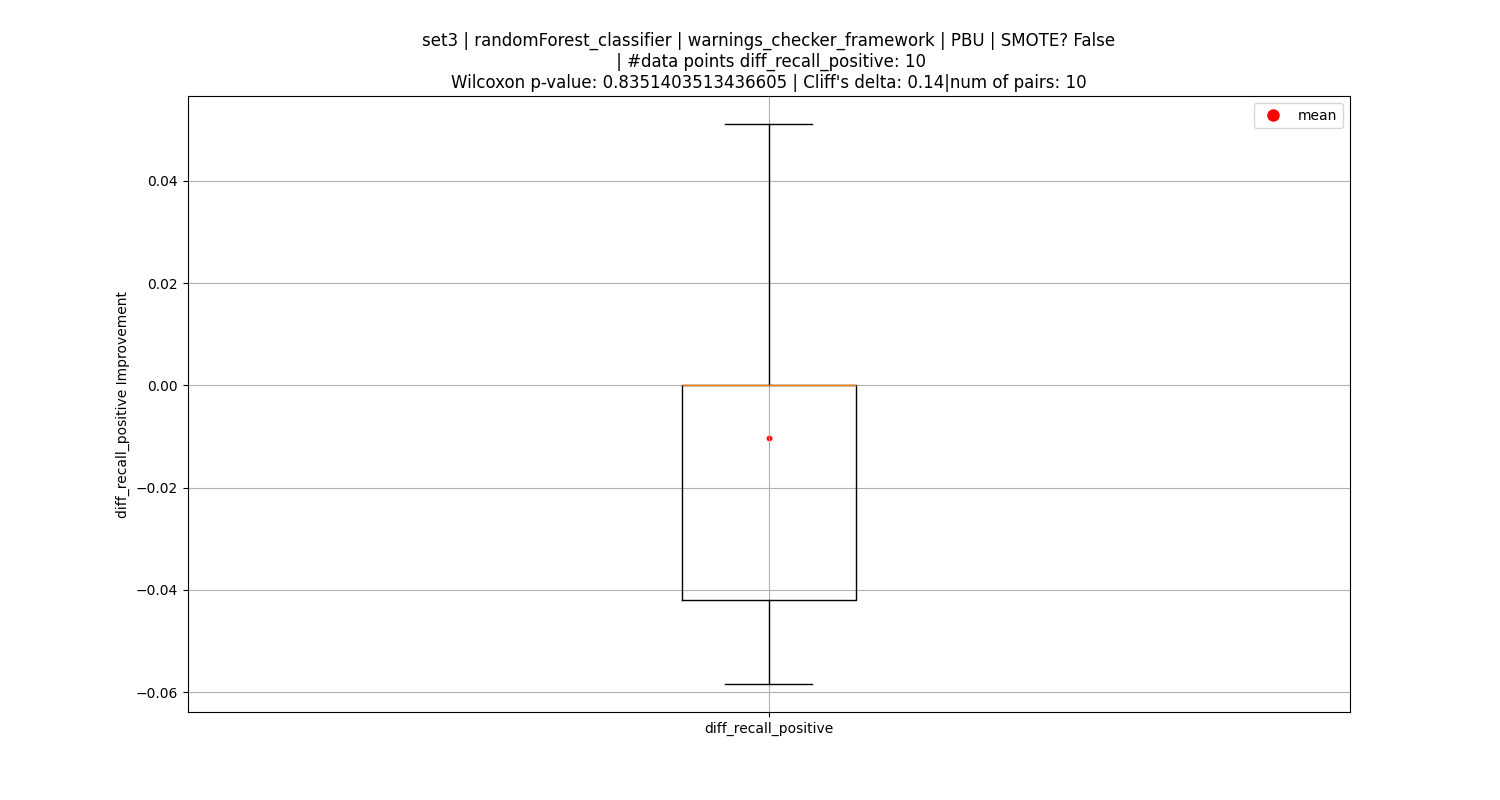 set3 | randomForest_classifier | warnings_checker_framework | PBU | SMOTE? False
| #data points diff_recall_positive: 10
Wilcoxon p-value: 0.8351403513436605 | Cliff's delta: 0.14|num of pairs: 10
mean
0.04
0.02
0.00
−0.02
−0.04
−0.06
diff_recall_positive Improvement
diff_recall_positive